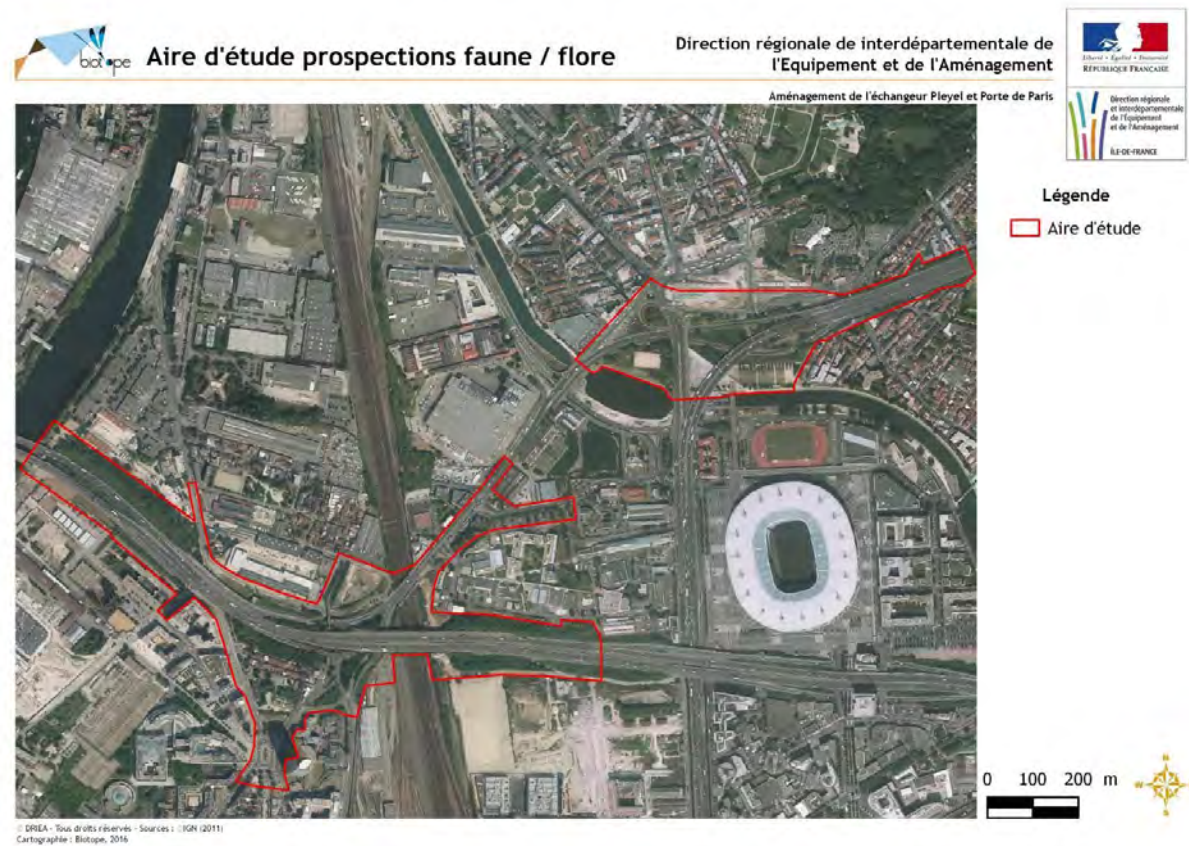 biotope
Aire d'étude prospections faune / flore
Direction régionale de interdépartementale de
l'Equipement et de l'Aménagement
Aménagement de l'échangeur Pleyel et Porte de Paris
Liberté • Égalité • Fraternité
RÉPUBLIQUE FRANÇAISE
Direction régionale
et interdépartementale
de l'Équipement
et de l'Aménagement
ÎLE-DE-FRANCE
Légende
Aire d'étude
0 100 200 m
N
W E
S
© DRIEA - Tous droits réservés - Sources : © IGN (2011)
Cartographie : Biotope, 2016